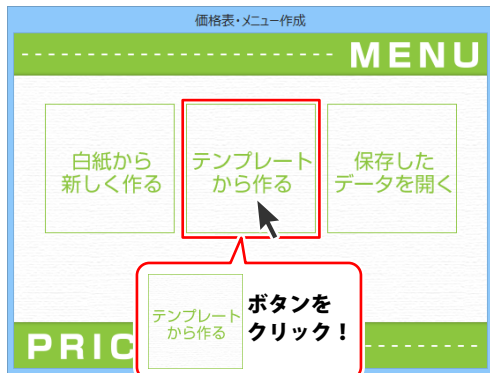 価格表・メニュー作成
MENU
白紙から
新しく作る
テンプレート
から作る
保存した
データを開く
テンプレート
から作る
ボタンを
クリック！
PRIC